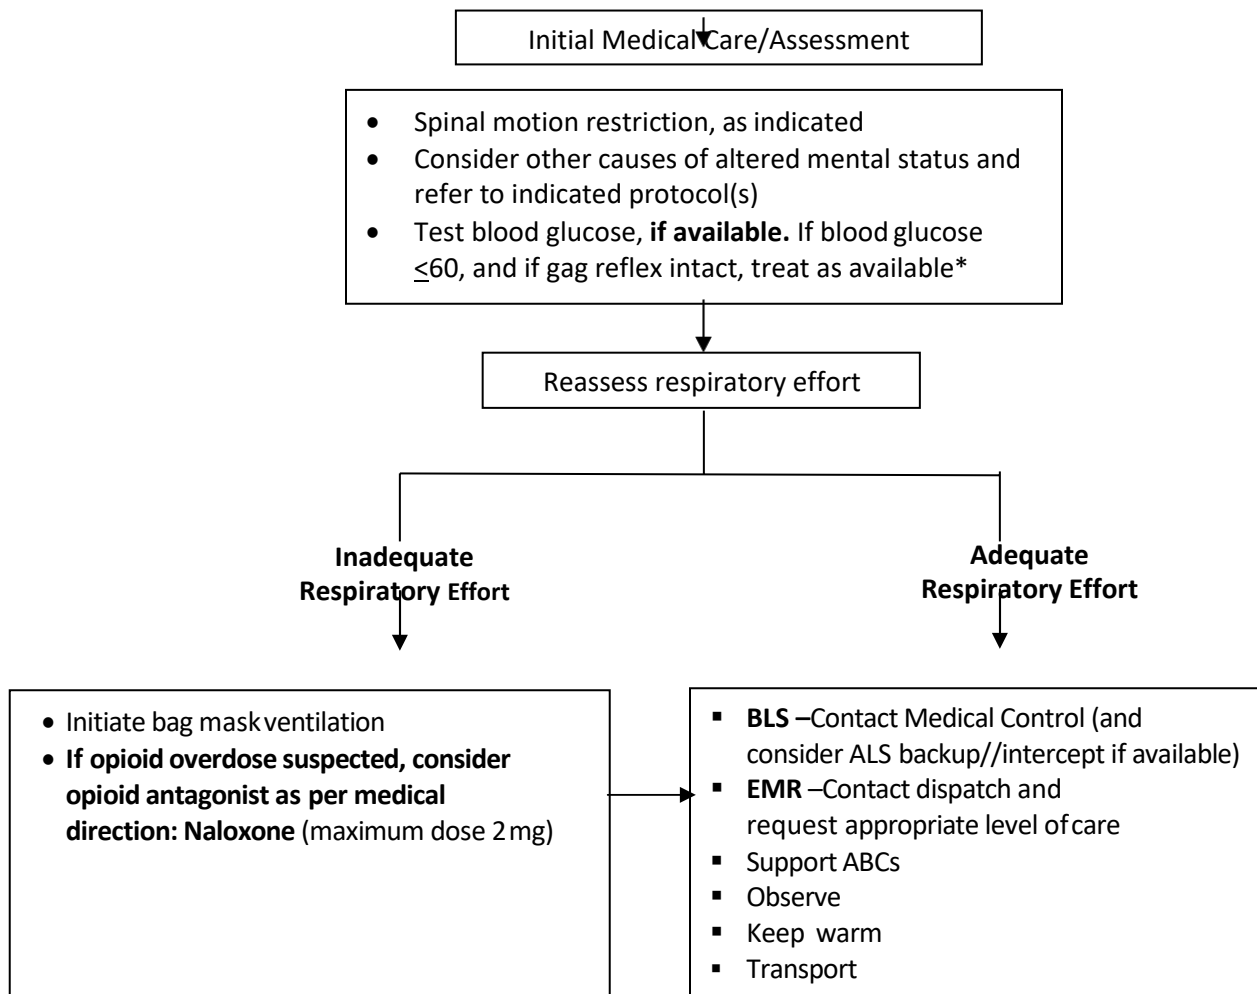 Initial Medical Care/Assessment
• Spinal motion restriction, as indicated
• Consider other causes of altered mental status and
refer to indicated protocol(s)
• Test blood glucose, if available. If blood glucose
≤60, and if gag reflex intact, treat as available*
Reassess respiratory effort
Inadequate
Respiratory Effort
Adequate
Respiratory Effort
• Initiate bag mask ventilation
• If opioid overdose suspected, consider
opioid antagonist as per medical
direction: Naloxone (maximum dose 2 mg)
▪ BLS –Contact Medical Control (and
consider ALS backup//intercept if available)
▪ EMR –Contact dispatch and
request appropriate level of care
▪ Support ABCs
▪ Observe
▪ Keep warm
▪ Transport